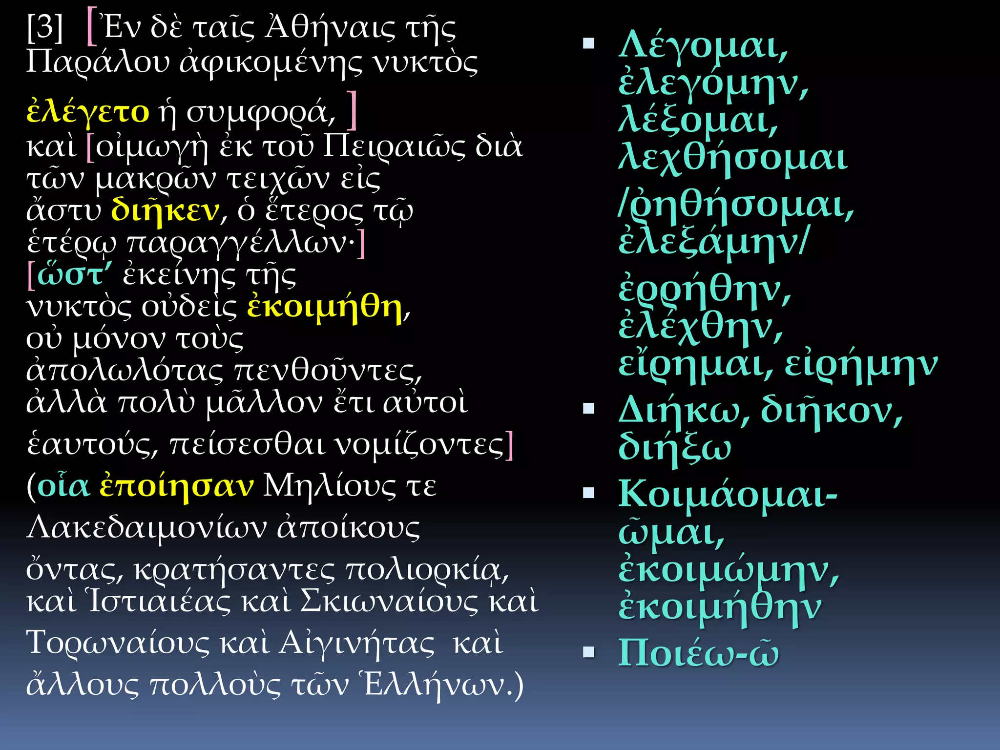 [3] [Ἐν δὲ ταῖς Ἀθήναις τῆς
Παράλου ἀφικομένης νυκτὸς
ἐλέγετο ἡ συμφορά, ]
καὶ [οἰμωγὴ ἐκ τοῦ Πειραιῶς διὰ
τῶν μακρῶν τειχῶν εἰς
ἄστυ διῆκεν, ὁ ἕτερος τῷ
ἑτέρῳ παραγγέλλων·]
[ὥστ’ ἐκείνης τῆς
νυκτὸς οὐδεὶς ἐκοιμήθη,
οὐ μόνον τοὺς
ἀπολωλότας πενθοῦντες,
ἀλλὰ πολὺ μᾶλλον ἔτι αὐτοὶ
ἑαυτούς, πείσεσθαι νομίζοντες]
(οἷα ἐποίησαν Μηλίους τε
Λακεδαιμονίων ἀποίκους
ὄντας, κρατήσαντες πολιορκίᾳ,
καὶ Ἱστιαιέας καὶ Σκιωναίους καὶ
Τορωναίους καὶ Αἰγινήτας καὶ
ἄλλους πολλοὺς τῶν Ἑλλήνων.)
▪ Λέγομαι,
ἐλεγόμην,
λέξομαι,
λεχθήσομαι
/ῥηθήσομαι,
ἐλεξάμην/
ἐρρήθην,
ἐλέχθην,
εἴρημαι, εἰρήμην
▪ Διήκω, διῆκον,
διήξω
▪ Κοιμάομαι-
ῶμαι,
ἐκοιμώμην,
ἐκοιμήθην
▪ Ποιέω-ῶ